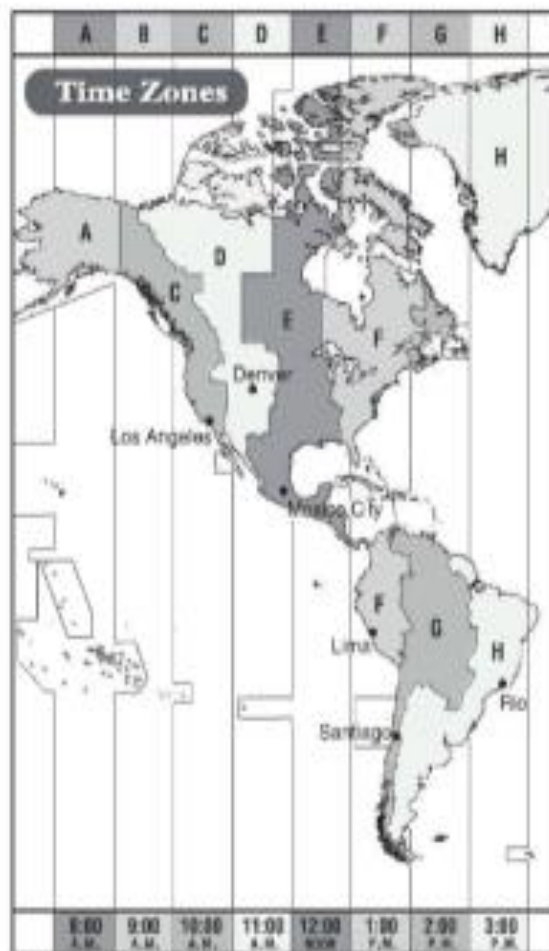 A B C D E F G H
Time Zones
H
A
D
C
E
F
Denver
Los Angeles
Mexico City
F
G
Lima
H
Rio
Santiago
8:00 9:00 10:00 11:00 12:00 1:00 2:00 3:00
A.M. A.M. A.M. A.M. NOON P.M. P.M. P.M.